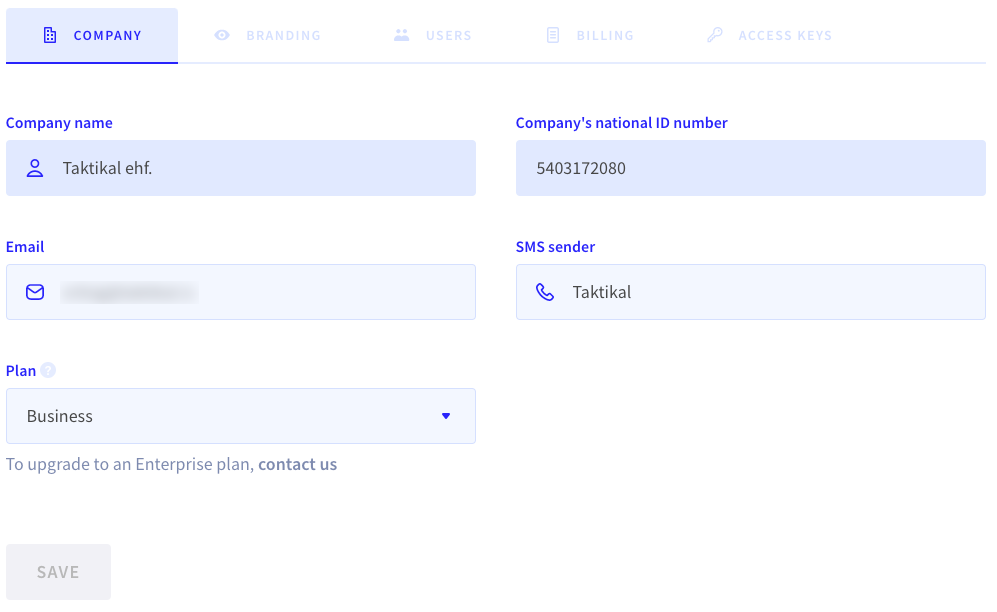 COMPANY BRANDING USERS BILLING ACCESS KEYS
Company name
Taktikal ehf.
Company's national ID number
5403172080
Email
SMS sender
Taktikal
Plan ?
Business
To upgrade to an Enterprise plan, contact us
SAVE